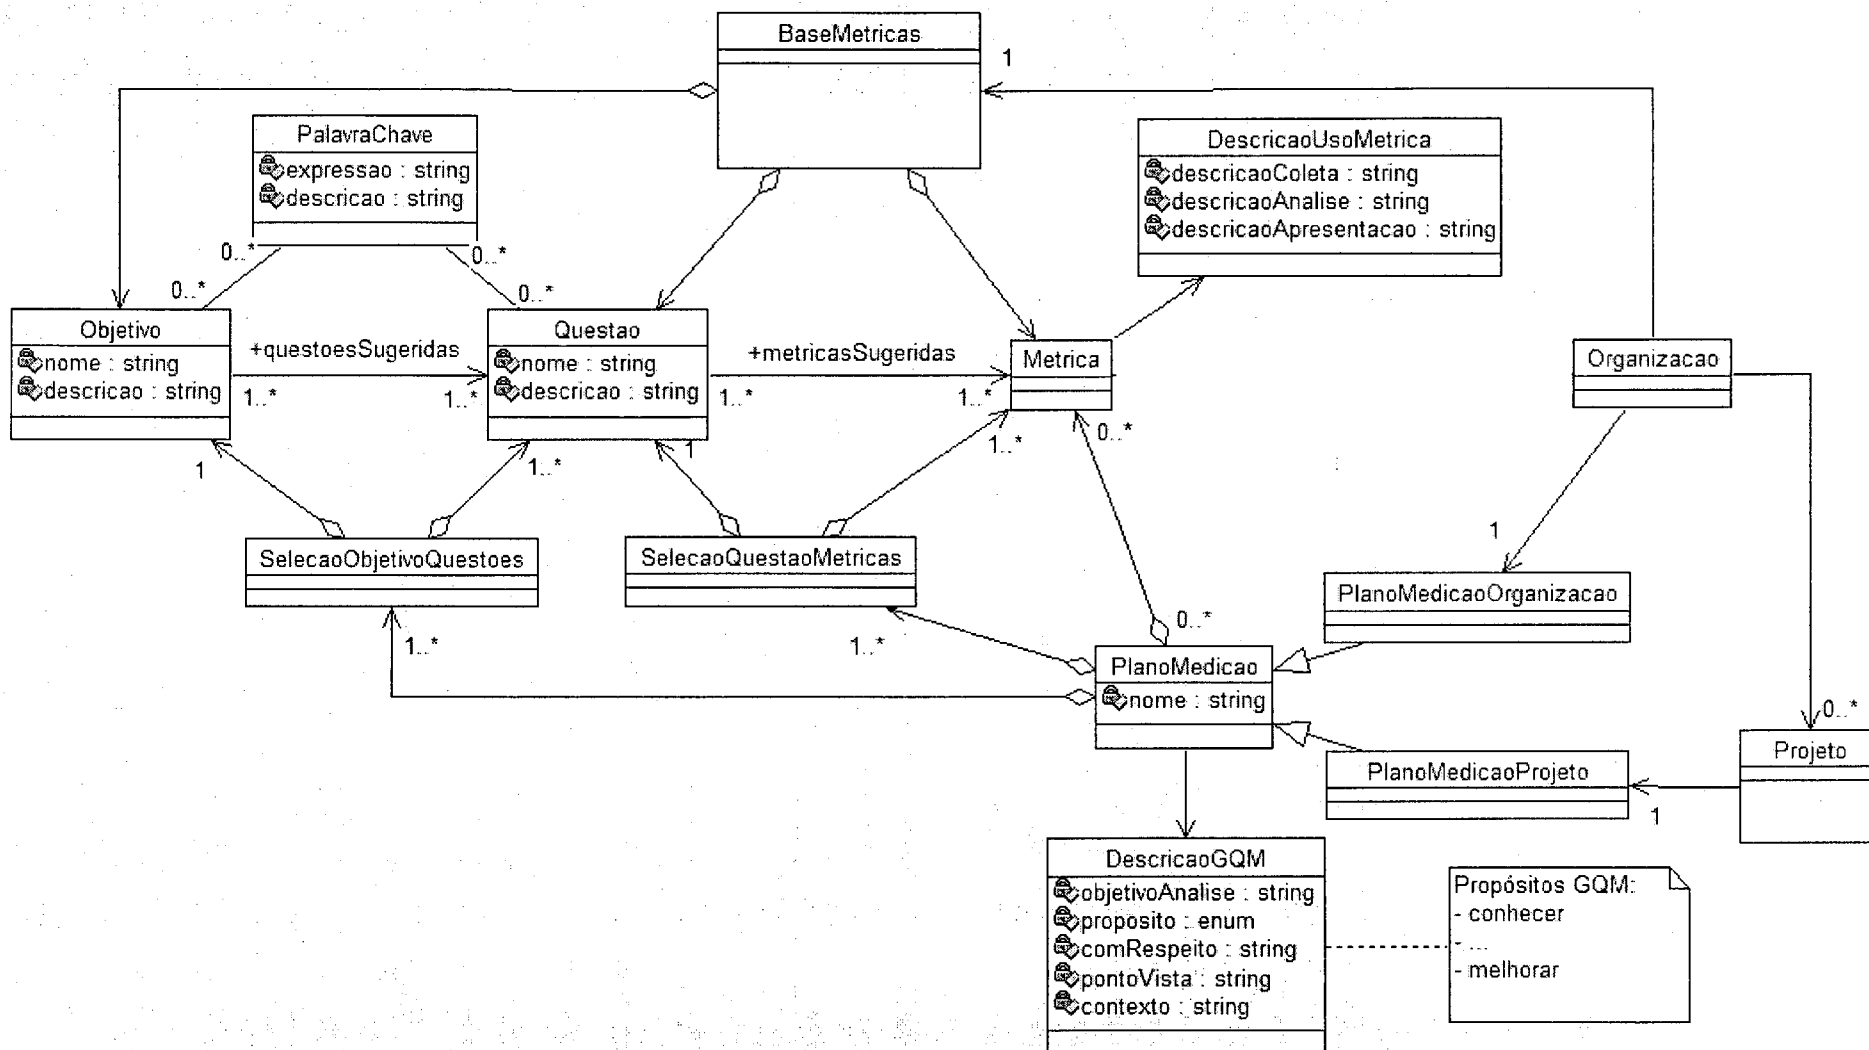 BaseMetricas
1
PalavraChave
expressao : string
descricao : string
DescricaoUsoMetrica
descricaoColeta : string
descricaoAnalise : string
descricaoApresentacao : string
0..*
0..*
0..*
0..*
Objetivo
nome : string
descricao : string
+questoesSugeridas
1..*
1..*
Questao
nome : string
descricao : string
+metricasSugeridas
1..*
1..*
Metrica
Organizacao
1
1..*
1
1..*
0..*
SelecaoObjetivoQuestoes
SelecaoQuestaoMetricas
1
PlanoMedicaoOrganizacao
1..*
1..*
0..*
PlanoMedicao
nome : string
0..*
Projeto
PlanoMedicaoProjeto
1
DescricaoGQM
objetivoAnalise : string
proposito : enum
comRespeito : string
pontoVista : string
contexto : string
Propósitos GQM:
- conhecer
- ...
- melhorar